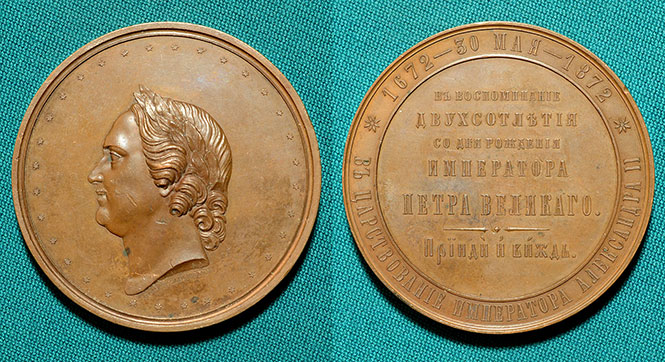 1672—30 МАЯ—1872
ВЪ ЦАРСТВОВАНІЕ ИМПЕРАТОРА АЛЕКСАНДРА II
ВЪ ВОСПОМИНАНІЕ
ДВУХСОТЛѢТІЯ
СО ДНЯ РОЖДЕНІЯ
ИМПЕРАТОРА
ПЕТРА ВЕЛИКАГО.
Прїиди и виждь.